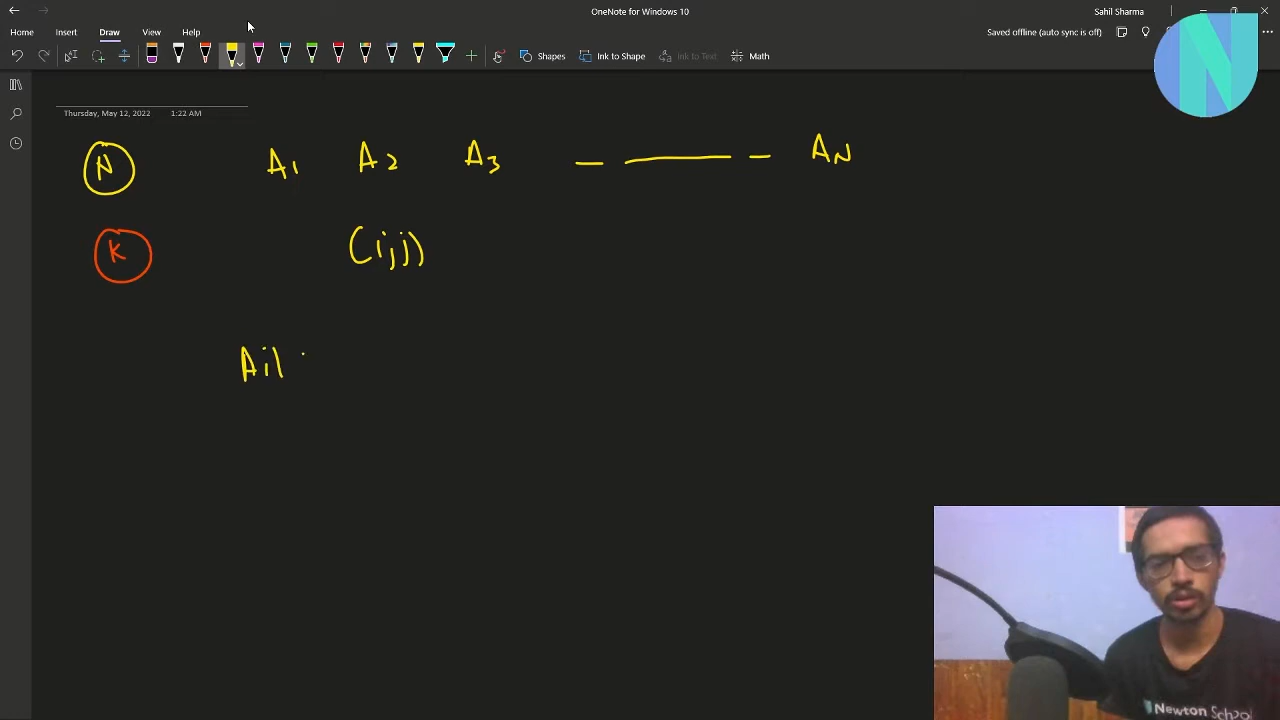 OneNote for Windows 10
Sahil Sharma
Home Insert Draw View Help
Saved offline (auto sync is off)
Shapes Ink to Shape Ink to Text Math
Thursday, May 12, 2022 1:22 AM
N A1 A2 A3 — —— — AN
K (i,j)
Ai|
Newton School